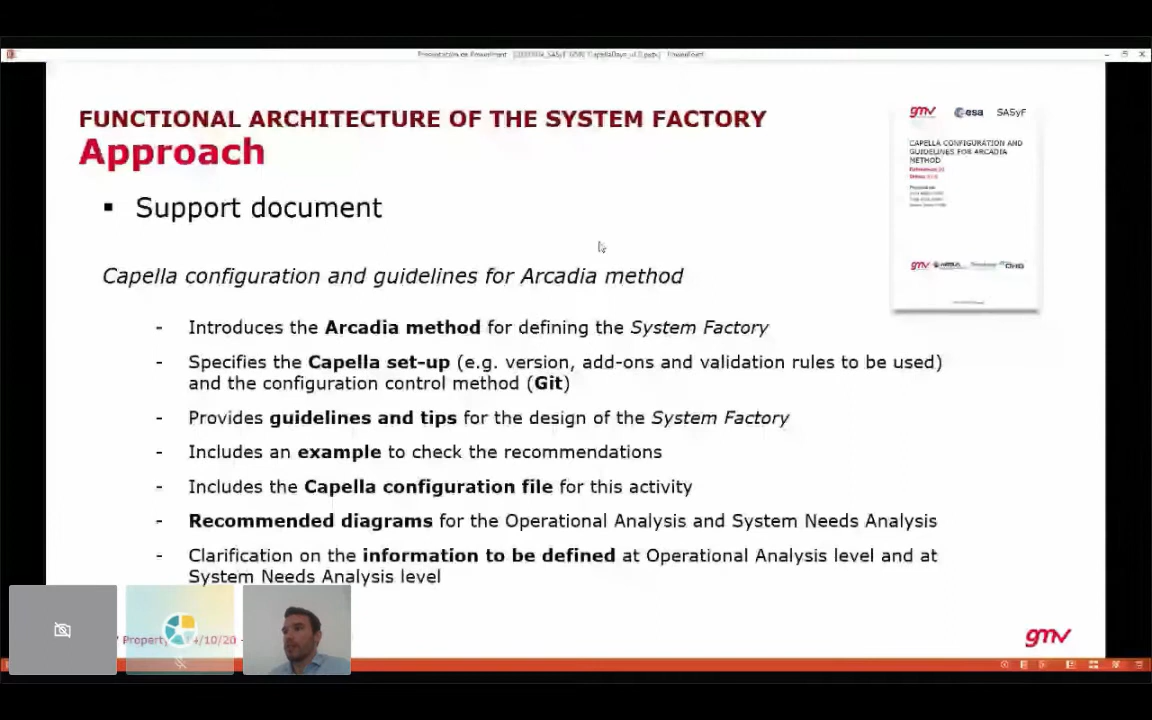 FUNCTIONAL ARCHITECTURE OF THE SYSTEM FACTORY
Approach
gmv esa SASyF
CAPELLA CONFIGURATION AND
GUIDELINES FOR ARCADIA
METHOD
▪ Support document
Capella configuration and guidelines for Arcadia method
- Introduces the Arcadia method for defining the System Factory
- Specifies the Capella set-up (e.g. version, add-ons and validation rules to be used)
and the configuration control method (Git)
- Provides guidelines and tips for the design of the System Factory
- Includes an example to check the recommendations
- Includes the Capella configuration file for this activity
- Recommended diagrams for the Operational Analysis and System Needs Analysis
- Clarification on the information to be defined at Operational Analysis level and at
System Needs Analysis level
gmv